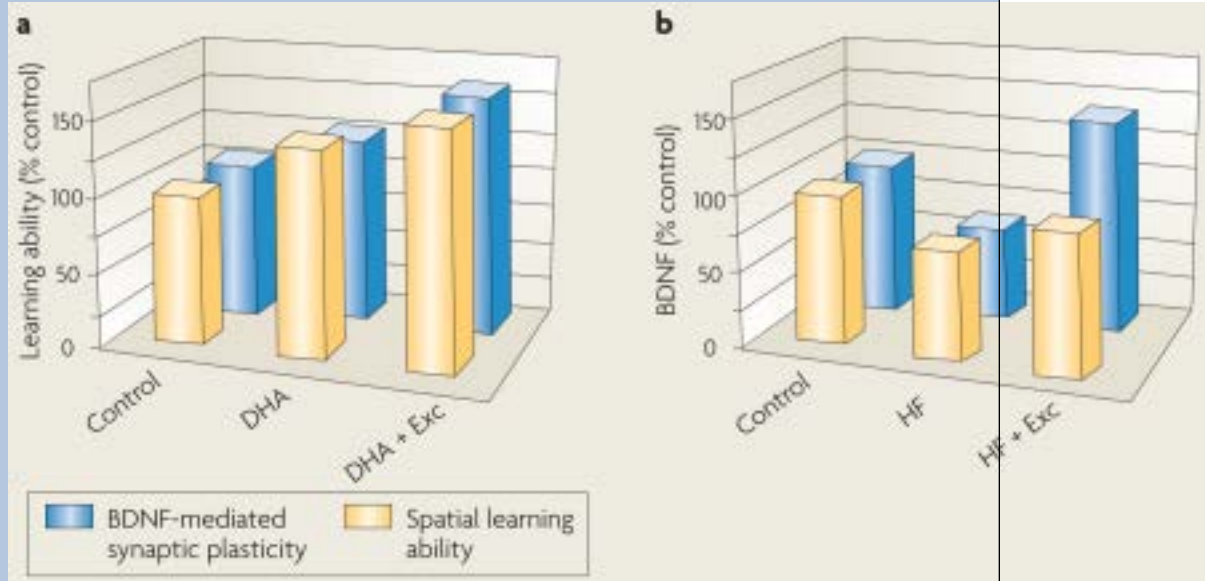 a
Learning ability (% control)
150
100
50
0
Control
DHA
DHA + Exc
b
BDNF (% control)
150
100
50
0
Control
HF
HF + Exc
BDNF-mediated
synaptic plasticity
Spatial learning
ability